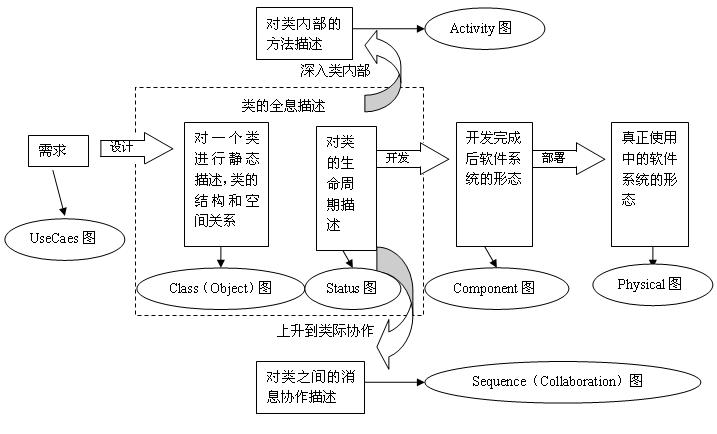 对类内部的
方法描述
Activity 图
深入类内部
类的全息描述
需求
设计
对一个类
进行静态
描述，类的
结构和空
间关系
对类
的生
命周
期描
述
开发
开发完成
后软件系
统的形态
部署
真正使用
中的软件
系统的形
态
UseCaes 图
Class（Object）图
Status 图
Component 图
Physical 图
上升到类际协作
对类之间的消
息协作描述
Sequence（Collaboration）图